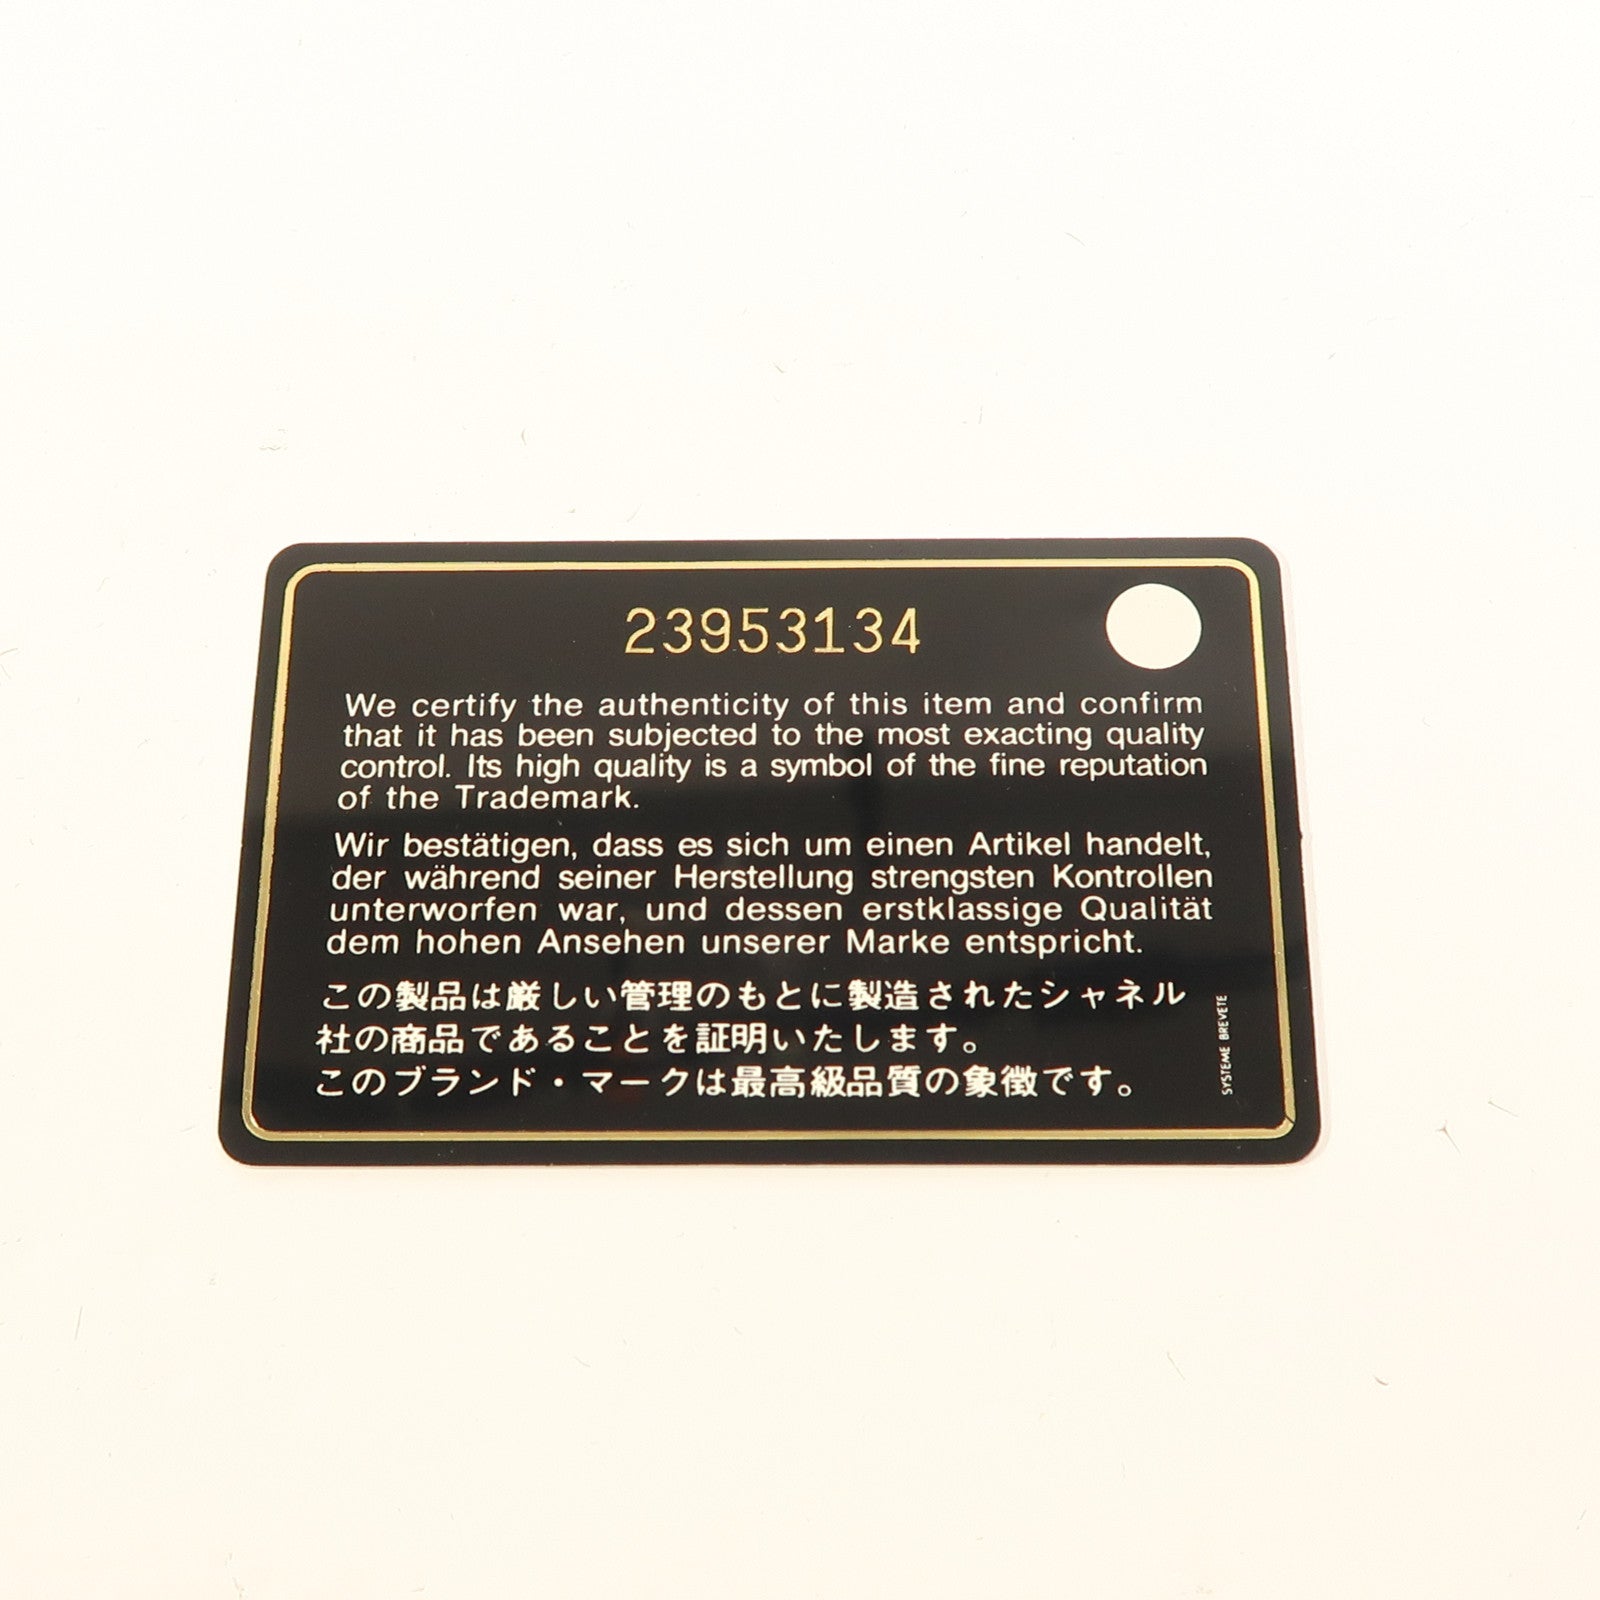 23953134
We certify the authenticity of this item and confirm
that it has been subjected to the most exacting quality
control. Its high quality is a symbol of the fine reputation
of the Trademark.
Wir bestätigen, dass es sich um einen Artikel handelt,
der während seiner Herstellung strengsten Kontrollen
unterworfen war, und dessen erstklassige Qualität
dem hohen Ansehen unserer Marke entspricht.
この製品は厳しい管理のもとに製造されたシャネル
社の商品であることを証明いたします。
このブランド・マークは最高級品質の象徴です。
SYSTEME BREVETE